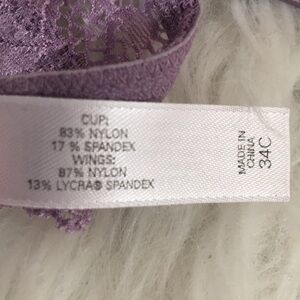 CUP:
83% NYLON
17 % SPANDEX
WINGS:
87% NYLON
13% LYCRA® SPANDEX
MADE IN
CHINA
34C